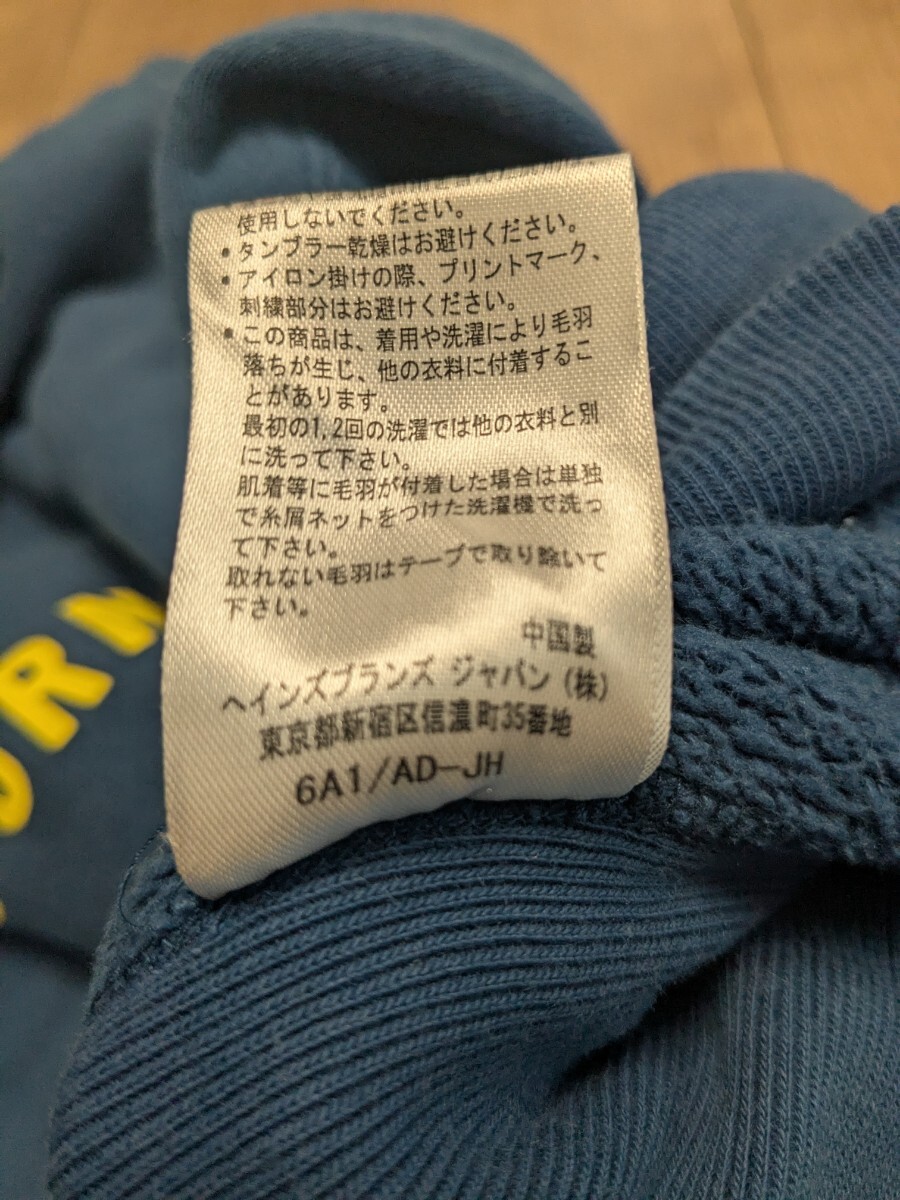 使用しないでください。
・タンブラー乾燥はお避けください。
・アイロン掛けの際、プリントマーク、
刺繍部分はお避けください。
・この商品は、着用や洗濯により毛羽
落ちが生じ、他の衣料に付着するこ
とがあります。
最初の1,2回の洗濯では他の衣料と別
に洗って下さい。
肌着等に毛羽が付着した場合は単独
で糸屑ネットをつけた洗濯機で洗っ
て下さい。
取れない毛羽はテープで取り除いて
下さい。
中国製
ヘインズブランズ ジャパン(株)
東京都新宿区信濃町35番地
6A1/AD-JH